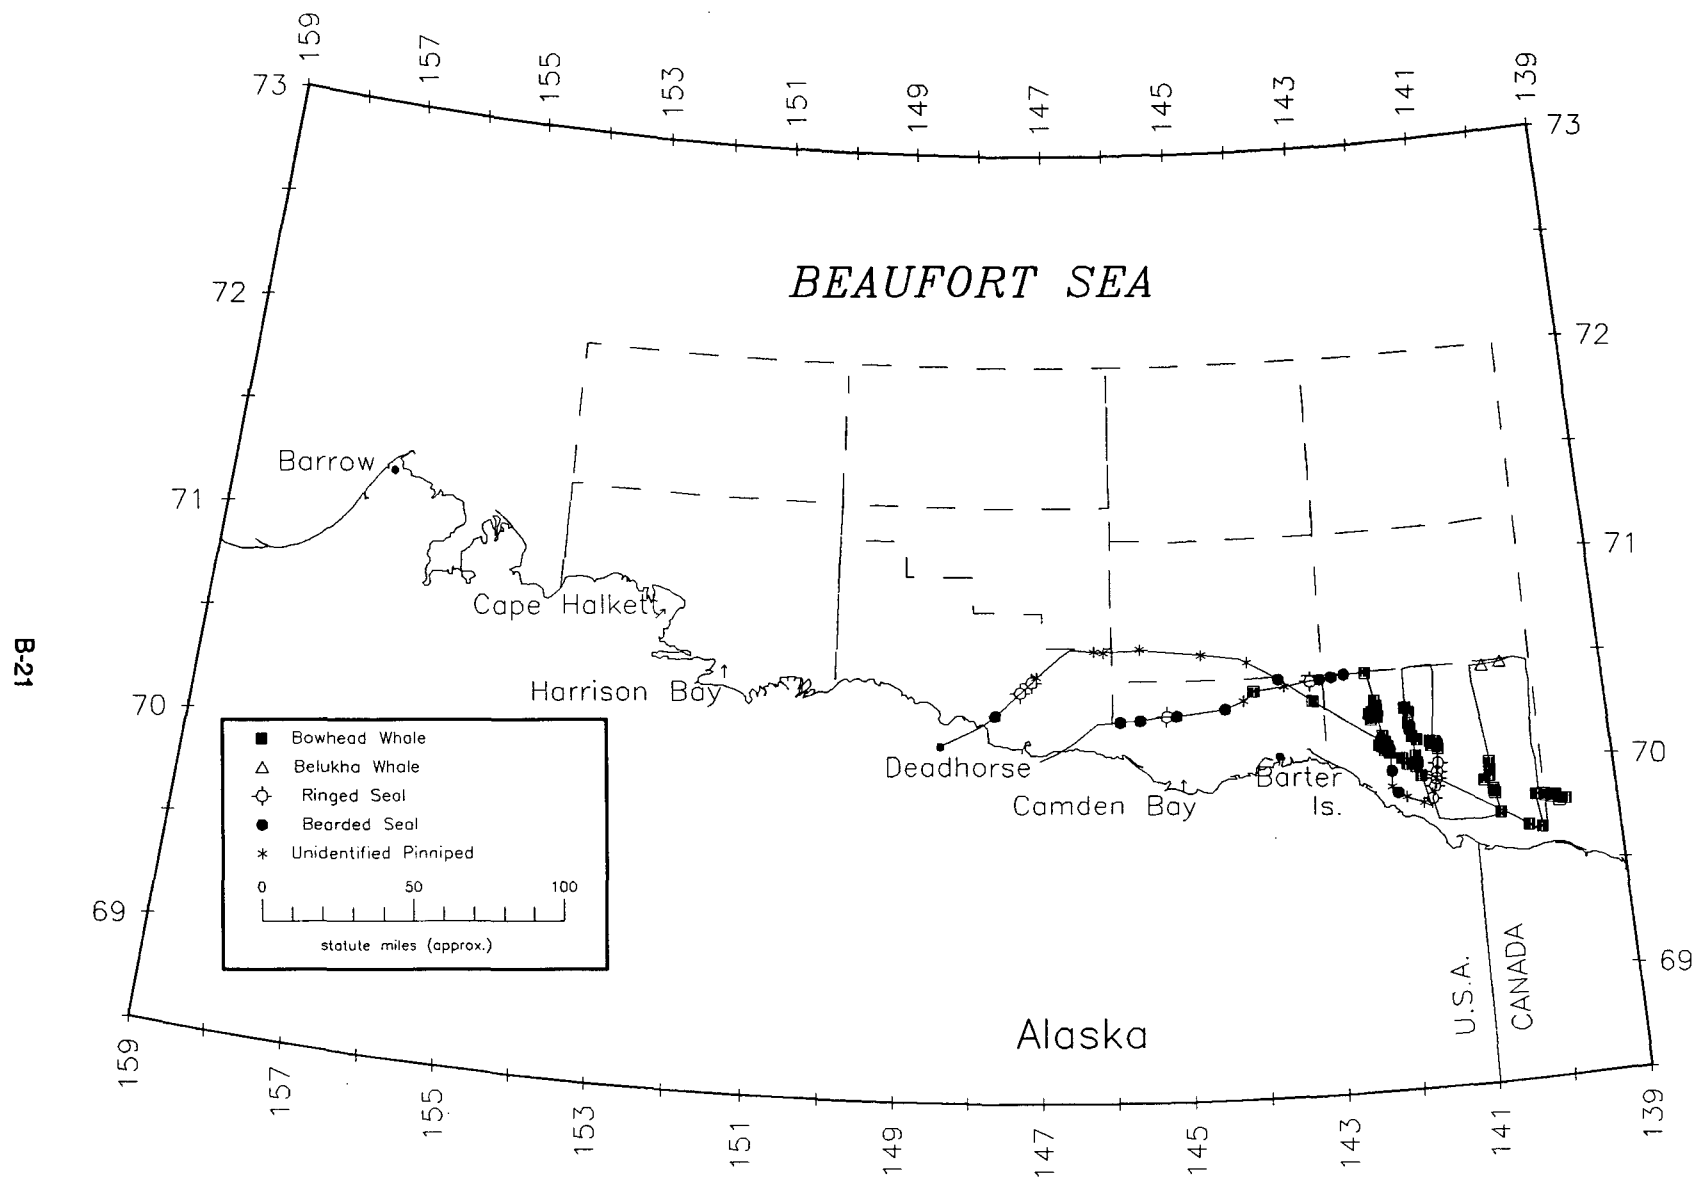 159
157
155
153
151
149
147
145
143
141
139
73
73
BEAUFORT SEA
72
72
Barrow
71
71
Cape Halkett
Harrison Bay
70
70
Deadhorse
Camden Bay
Barter
Is.
Bowhead Whale
Belukha Whale
Ringed Seal
Bearded Seal
Unidentified Pinniped
0 50 100
statute miles (approx.)
69
69
U.S.A.
CANADA
Alaska
159
157
155
153
151
149
147
145
143
141
139
B-21